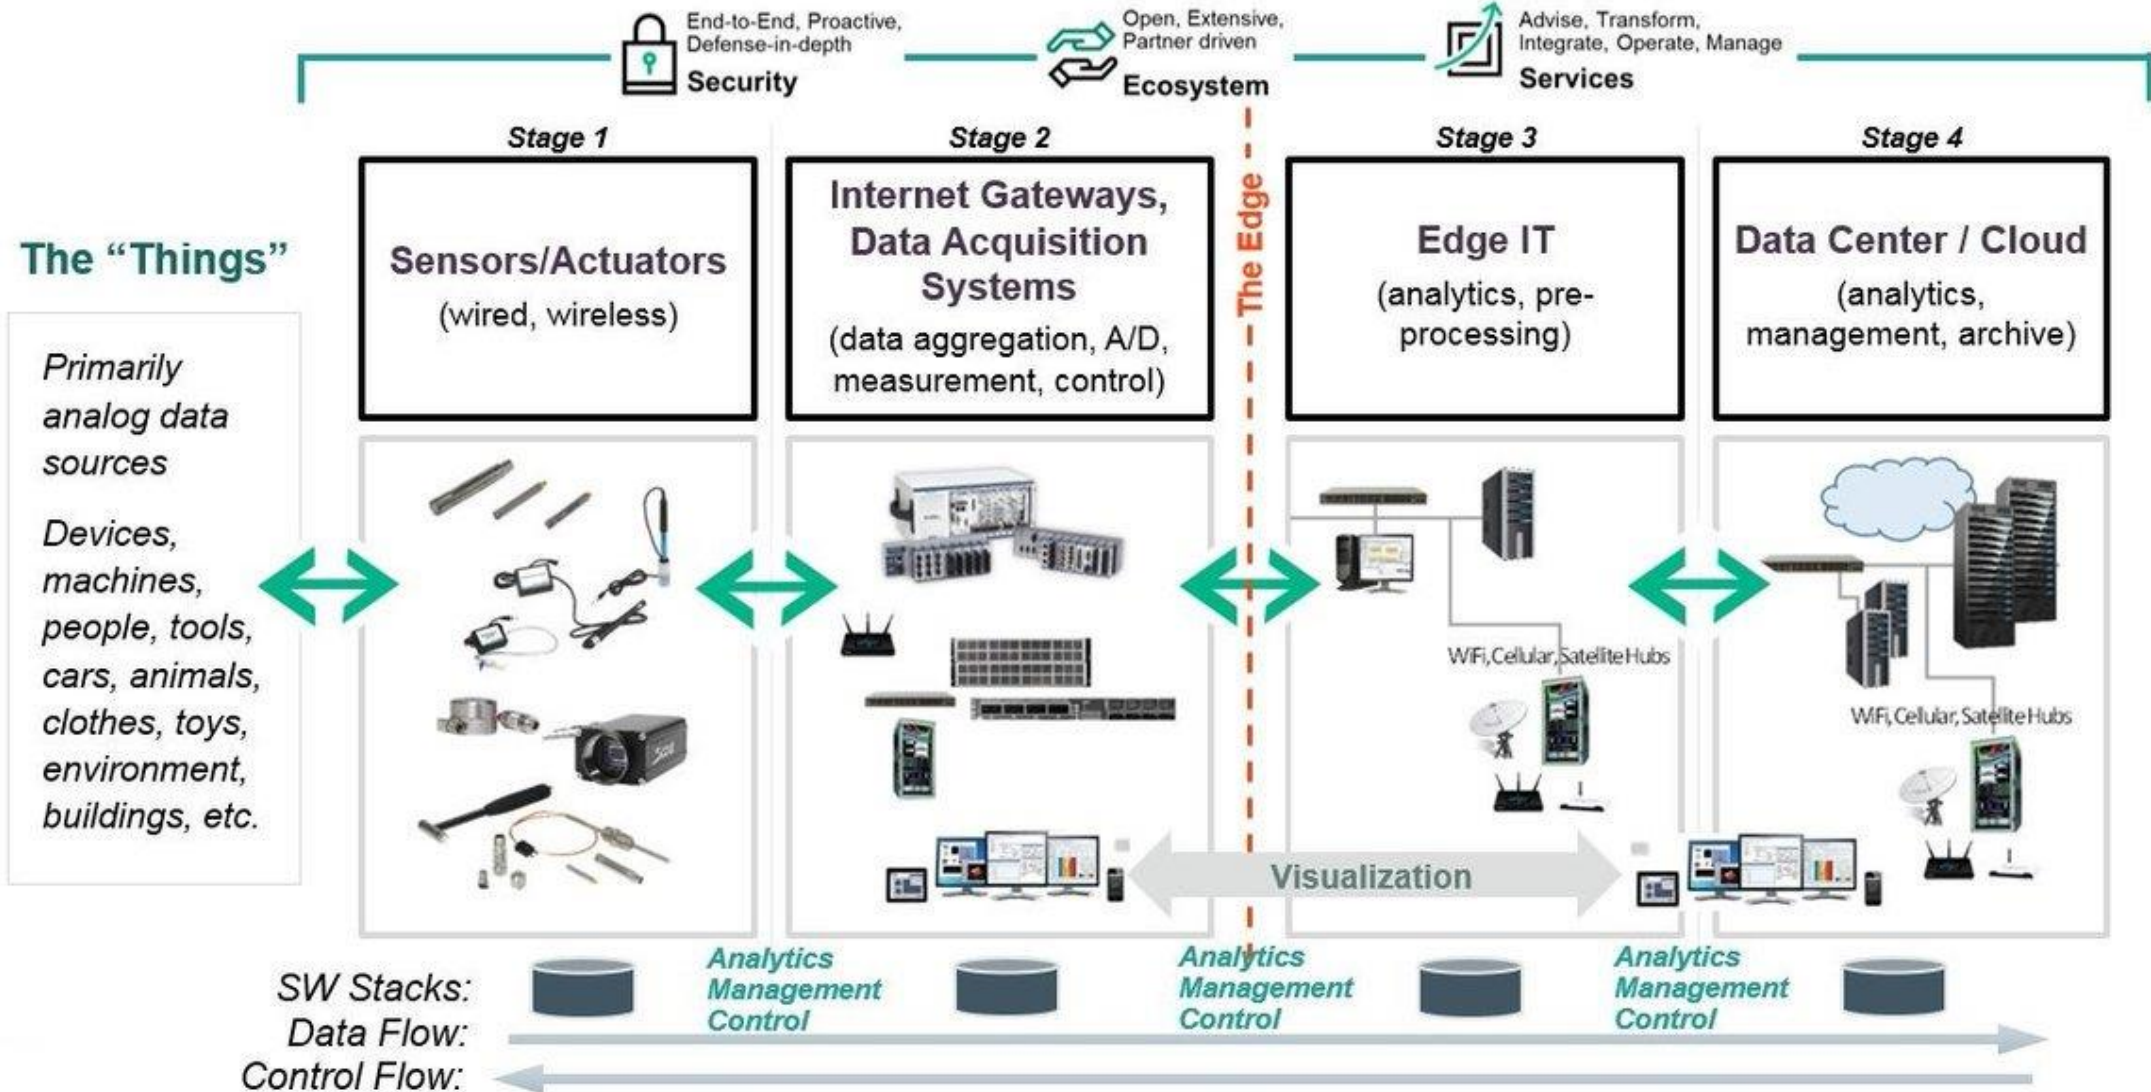 End-to-End, Proactive,
Defense-in-depth
Security
Open, Extensive,
Partner driven
Ecosystem
Advise, Transform,
Integrate, Operate, Manage
Services
Stage 1
Stage 2
Stage 3
Stage 4
The “Things”
Primarily
analog data
sources
Devices,
machines,
people, tools,
cars, animals,
clothes, toys,
environment,
buildings, etc.
Sensors/Actuators
(wired, wireless)
Internet Gateways,
Data Acquisition
Systems
(data aggregation, A/D,
measurement, control)
The Edge
Edge IT
(analytics, pre-
processing)
Data Center / Cloud
(analytics,
management, archive)
WiFi, Cellular, Satellite Hubs
WiFi, Cellular, Satellite Hubs
Visualization
SW Stacks:
Analytics
Management
Control
Analytics
Management
Control
Analytics
Management
Control
Data Flow:
Control Flow: